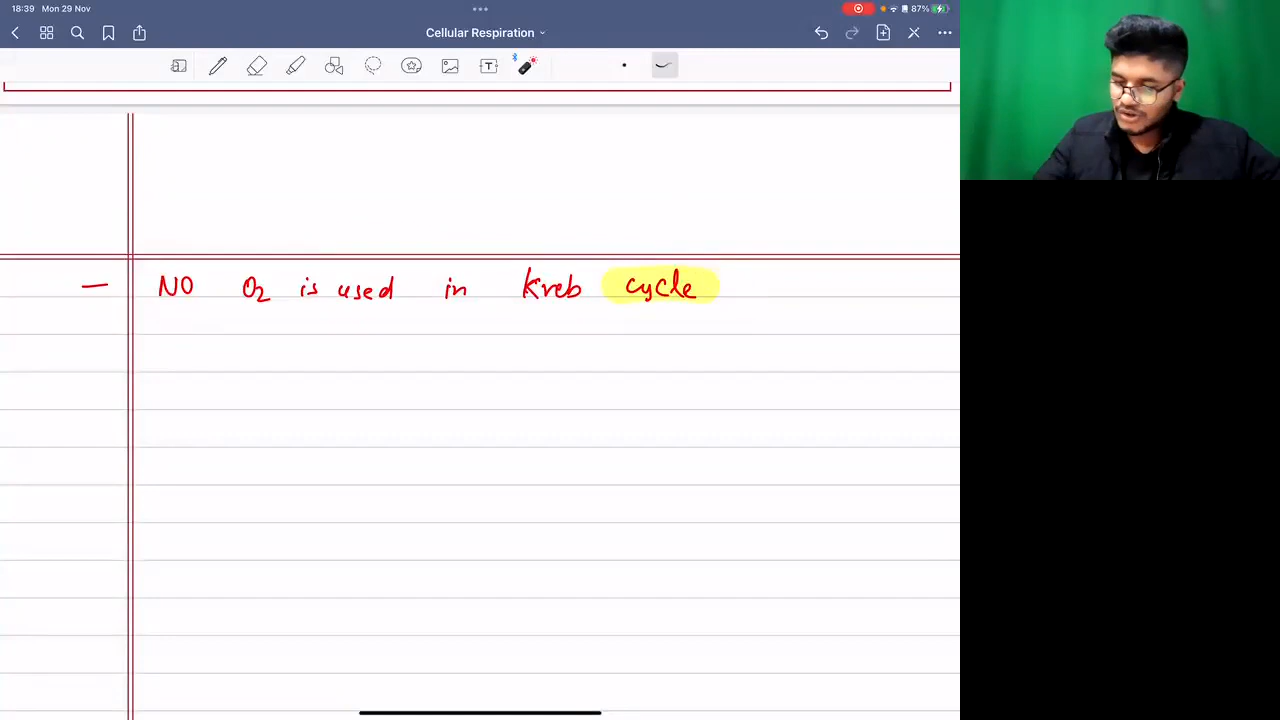 18:39 Mon 29 Nov
87%
Cellular Respiration
T
— NO O2 is used in Kreb cycle